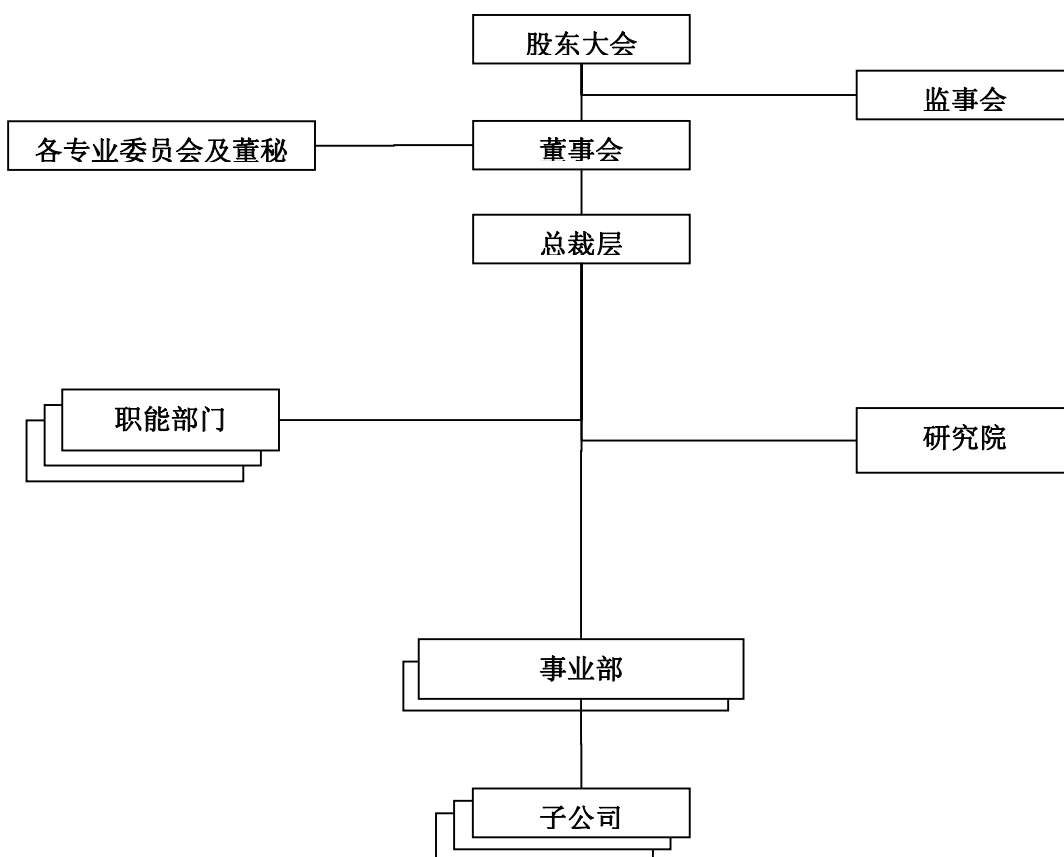 股东大会
监事会
各专业委员会及董秘
董事会
总裁层
职能部门
研究院
事业部
子公司